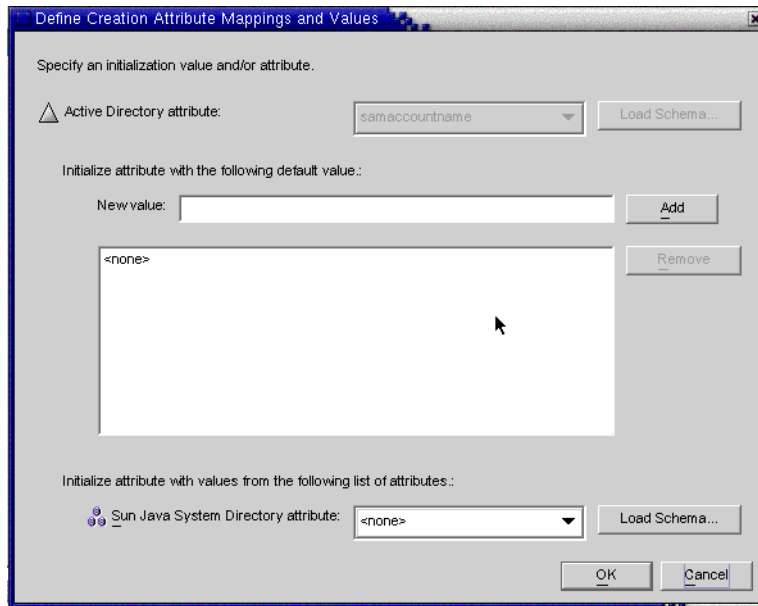 Define Creation Attribute Mappings and Values
Specify an initialization value and/or attribute.
Active Directory attribute:
samaccountname
Load Schema...
Initialize attribute with the following default value.:
New value:
Add
<none>
Remove
Initialize attribute with values from the following list of attributes.:
Sun Java System Directory attribute:
<none>
Load Schema...
OK
Cancel